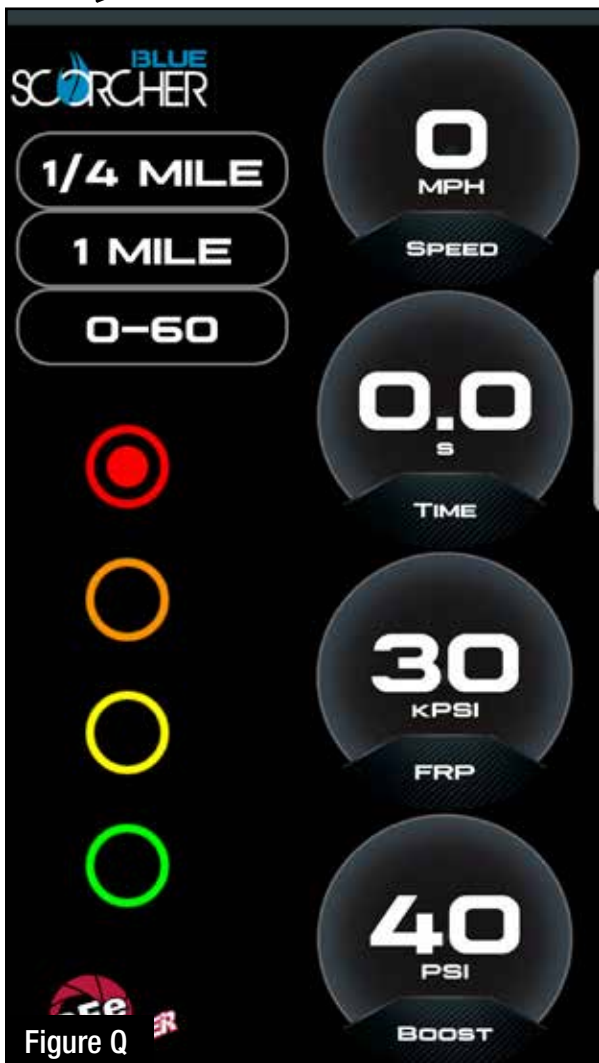 BLUE
SCORCHER
1/4 MILE
1 MILE
0-60
0
MPH
SPEED
0.0
S
TIME
30
KPSI
FRP
40
PSI
BOOST
Figure Q